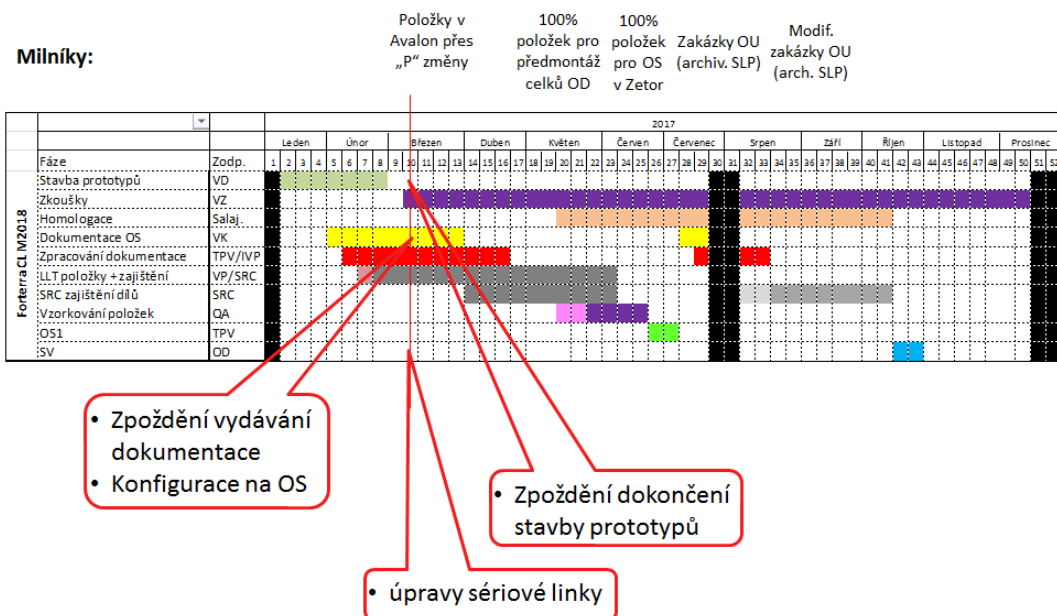 Milníky:
Položky v
Avalon přes
„P“ změny
100%
položek pro
předmontáž
celků OD
100%
položek
pro OS
v Zetor
Zakázky OU
(archiv. SLP)
Modif.
zakázky OU
(arch. SLP)
2017
Leden Únor Březen Duben Květen Červen Červenec Srpen Září Říjen Listopad Prosinec
Fáze Zodp. 1 2 3 4 5 6 7 8 9 10 11 12 13 14 15 16 17 18 19 20 21 22 23 24 25 26 27 28 29 30 31 32 33 34 35 36 37 38 39 40 41 42 43 44 45 46 47 48 49 50 51 52
ForterraCL IV2018
Stavba prototypů VD
Zkoušky VZ
Homologace Salaj.
Dokumentace OS VK
Zpracování dokumentace TPV/IVP
LLT položky + zajištění VP/SRC
SRC zajištění dílů SRC
Vzorkování položek QA
OS1 TPV
SV OD
• Zpoždění vydávání
dokumentace
• Konfigurace na OS
• Zpoždění dokončení
stavby prototypů
• úpravy sériové linky